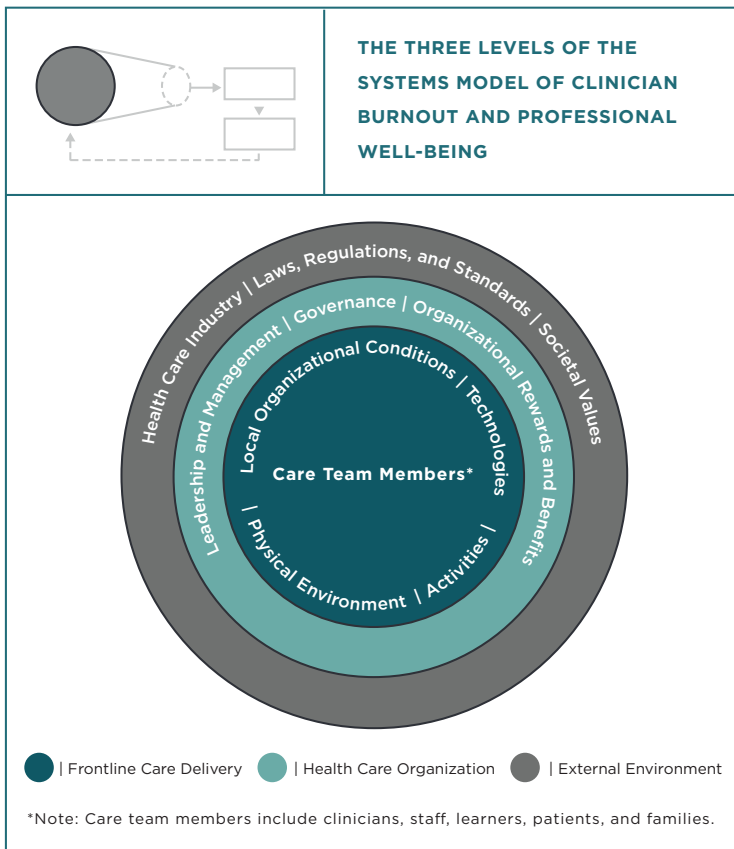 THE THREE LEVELS OF THE
SYSTEMS MODEL OF CLINICIAN
BURNOUT AND PROFESSIONAL
WELL-BEING
Health Care Industry | Laws, Regulations, and Standards | Societal Values
Leadership and Management | Governance | Organizational Rewards and Benefits
Local Organizational Conditions | Technologies
Care Team Members*
| Physical Environment | Activities |
| Frontline Care Delivery | Health Care Organization | External Environment
*Note: Care team members include clinicians, staff, learners, patients, and families.